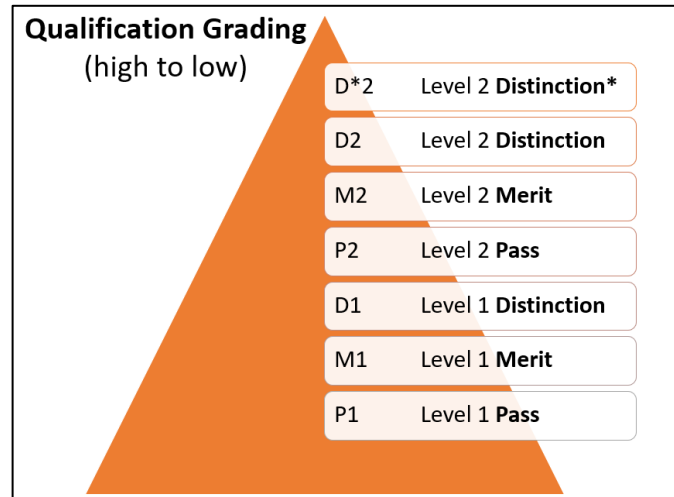 Qualification Grading
(high to low)
D*2 Level 2 Distinction*
D2 Level 2 Distinction
M2 Level 2 Merit
P2 Level 2 Pass
D1 Level 1 Distinction
M1 Level 1 Merit
P1 Level 1 Pass